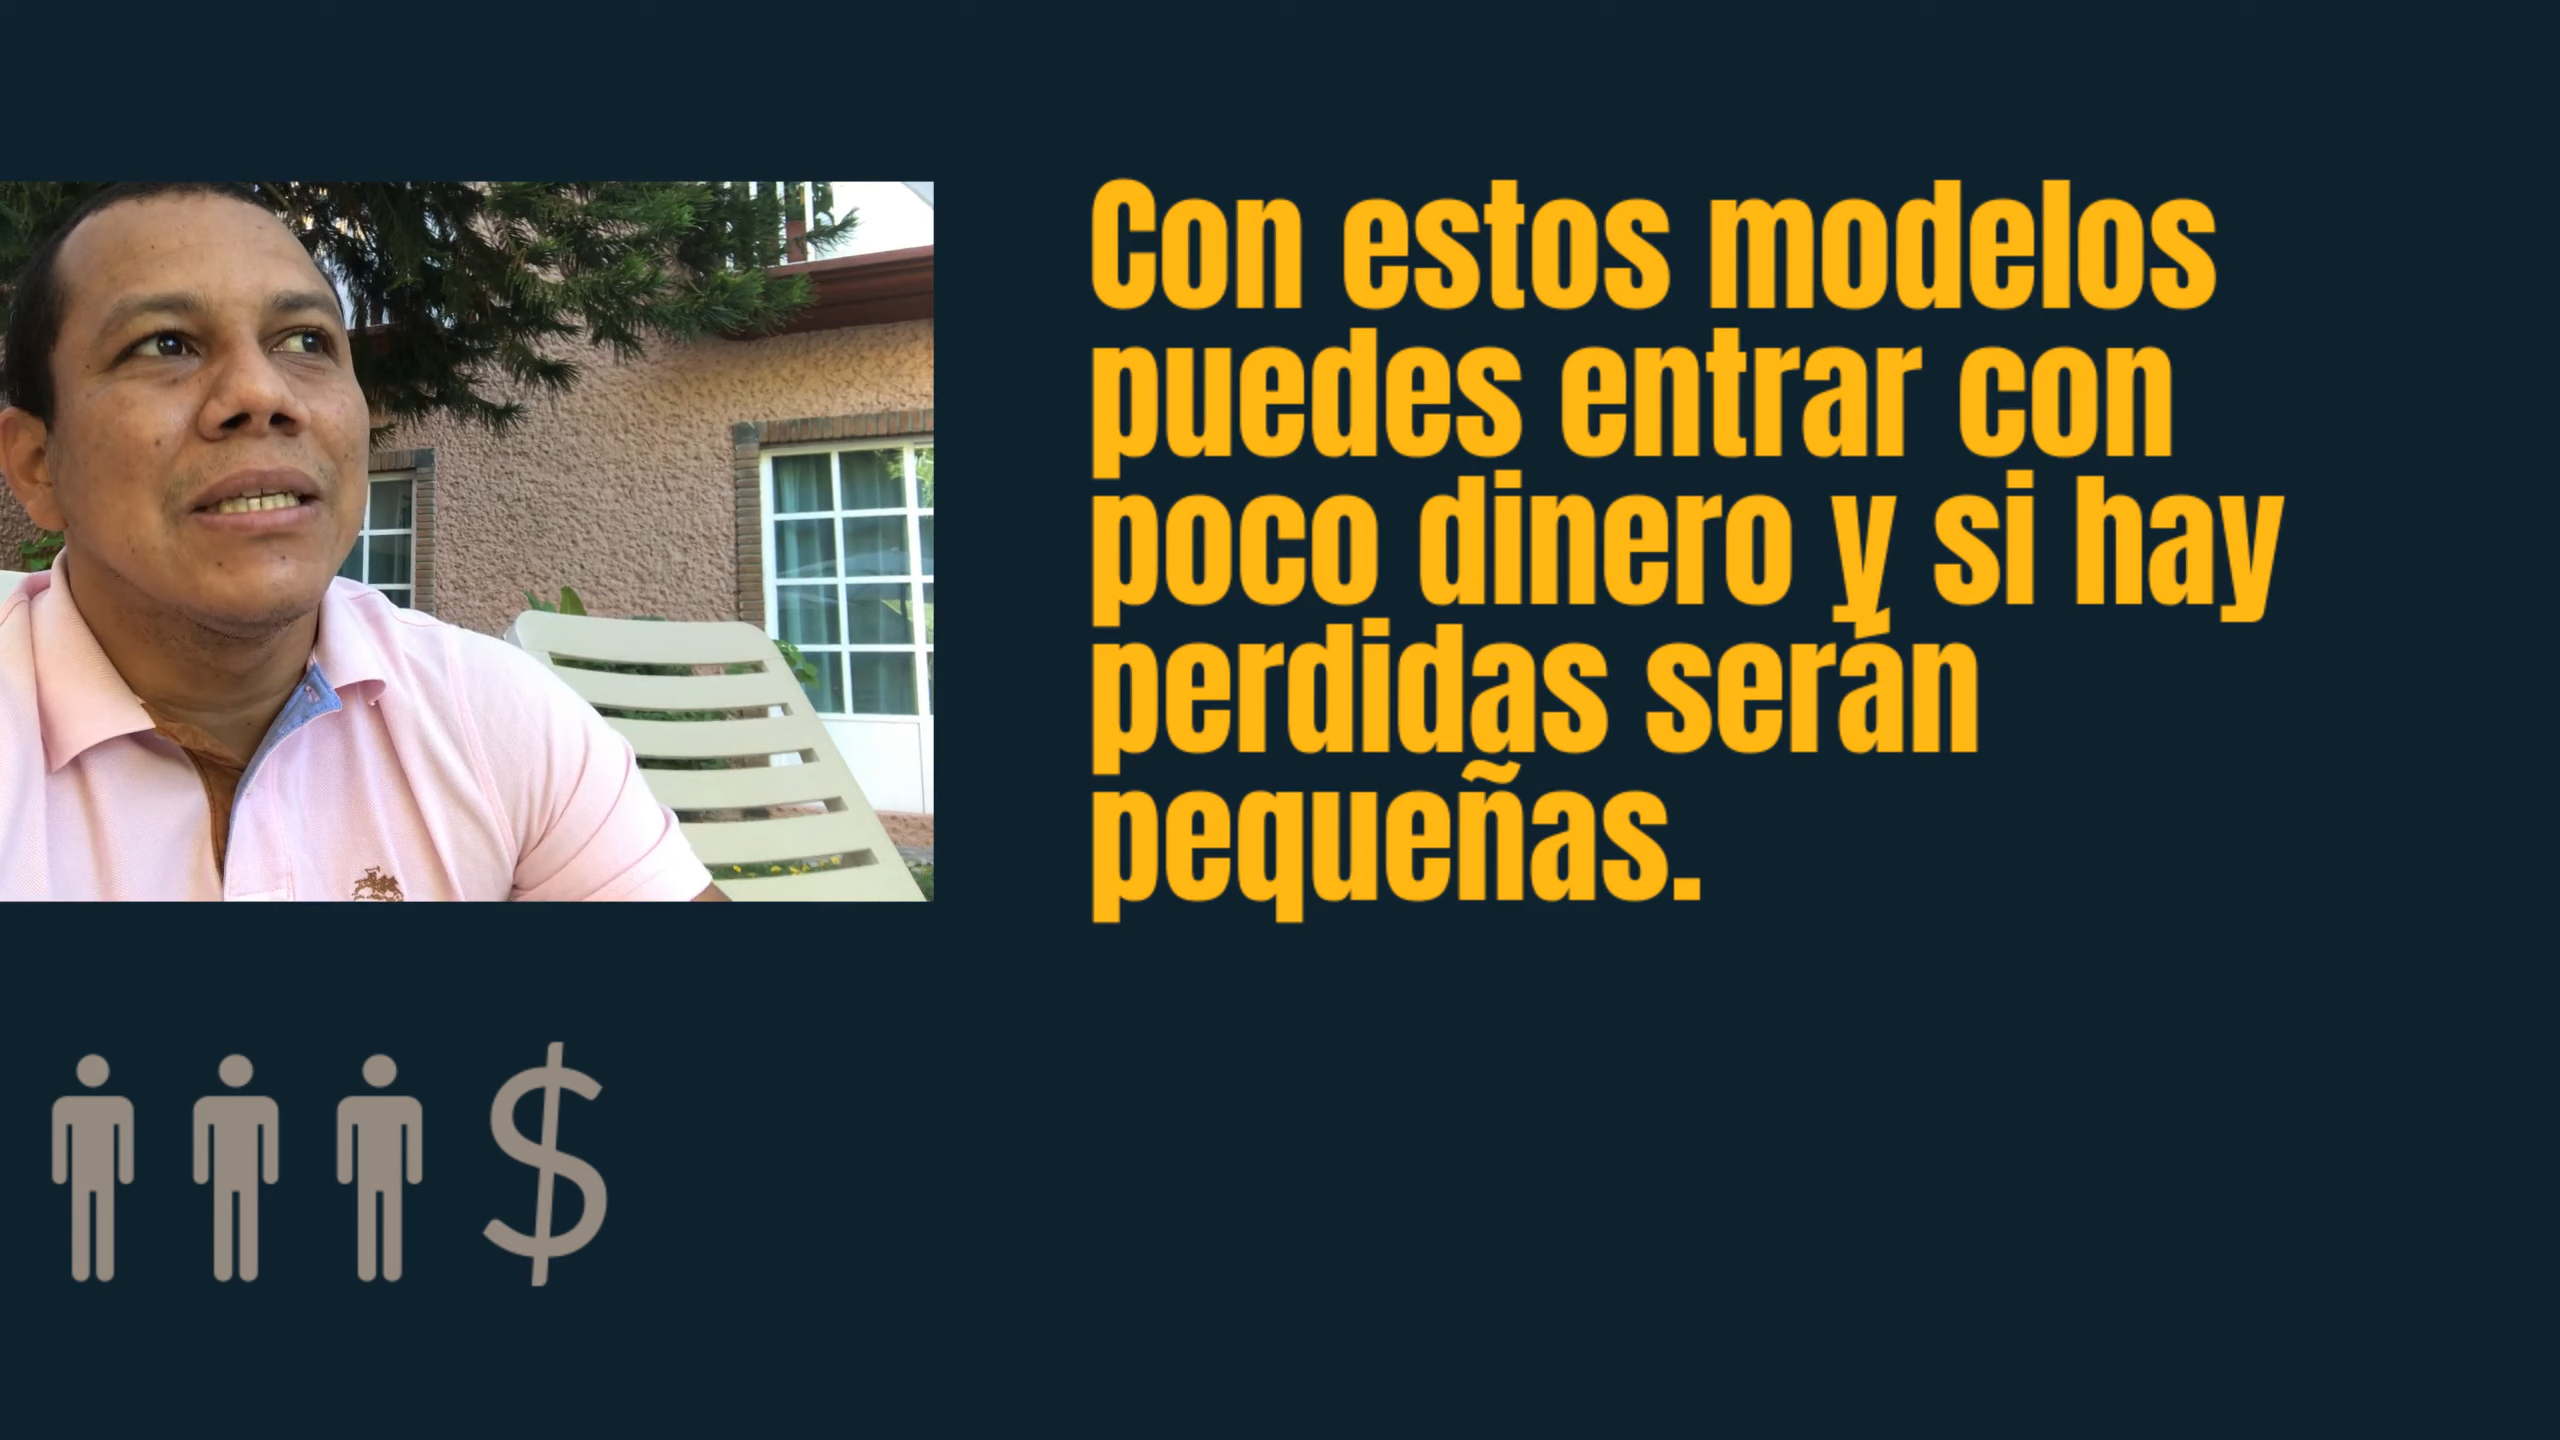 Con estos modelos
puedes entrar con
poco dinero y si hay
perdidas serán
pequeñas.
$